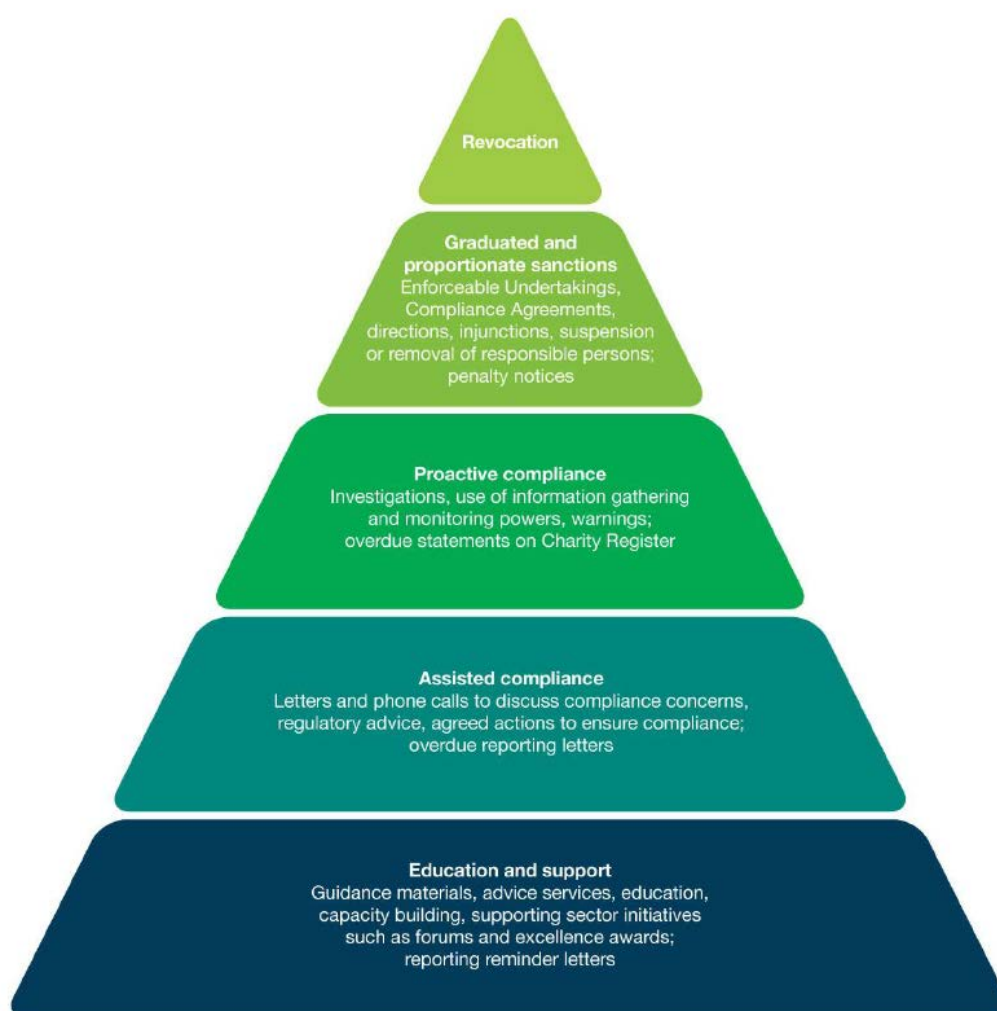 Revocation
Graduated and
proportionate sanctions
Enforceable Undertakings,
Compliance Agreements,
directions, injunctions, suspension
or removal of responsible persons;
penalty notices
Proactive compliance
Investigations, use of information gathering
and monitoring powers, warnings;
overdue statements on Charity Register
Assisted compliance
Letters and phone calls to discuss compliance concerns,
regulatory advice, agreed actions to ensure compliance;
overdue reporting letters
Education and support
Guidance materials, advice services, education,
capacity building, supporting sector initiatives
such as forums and excellence awards;
reporting reminder letters